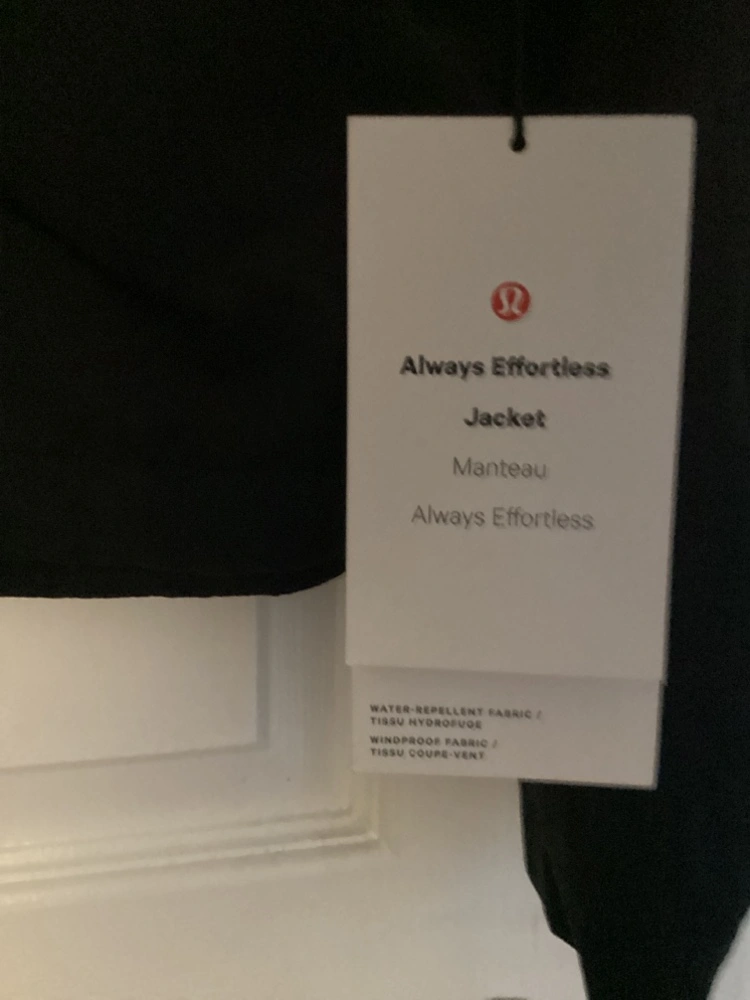 Always Effortless
Jacket
Manteau
Always Effortless
WATER-REPELLENT FABRIC /
TISSU HYDROFUGE
WINDPROOF FABRIC /
TISSU COUPE-VENT